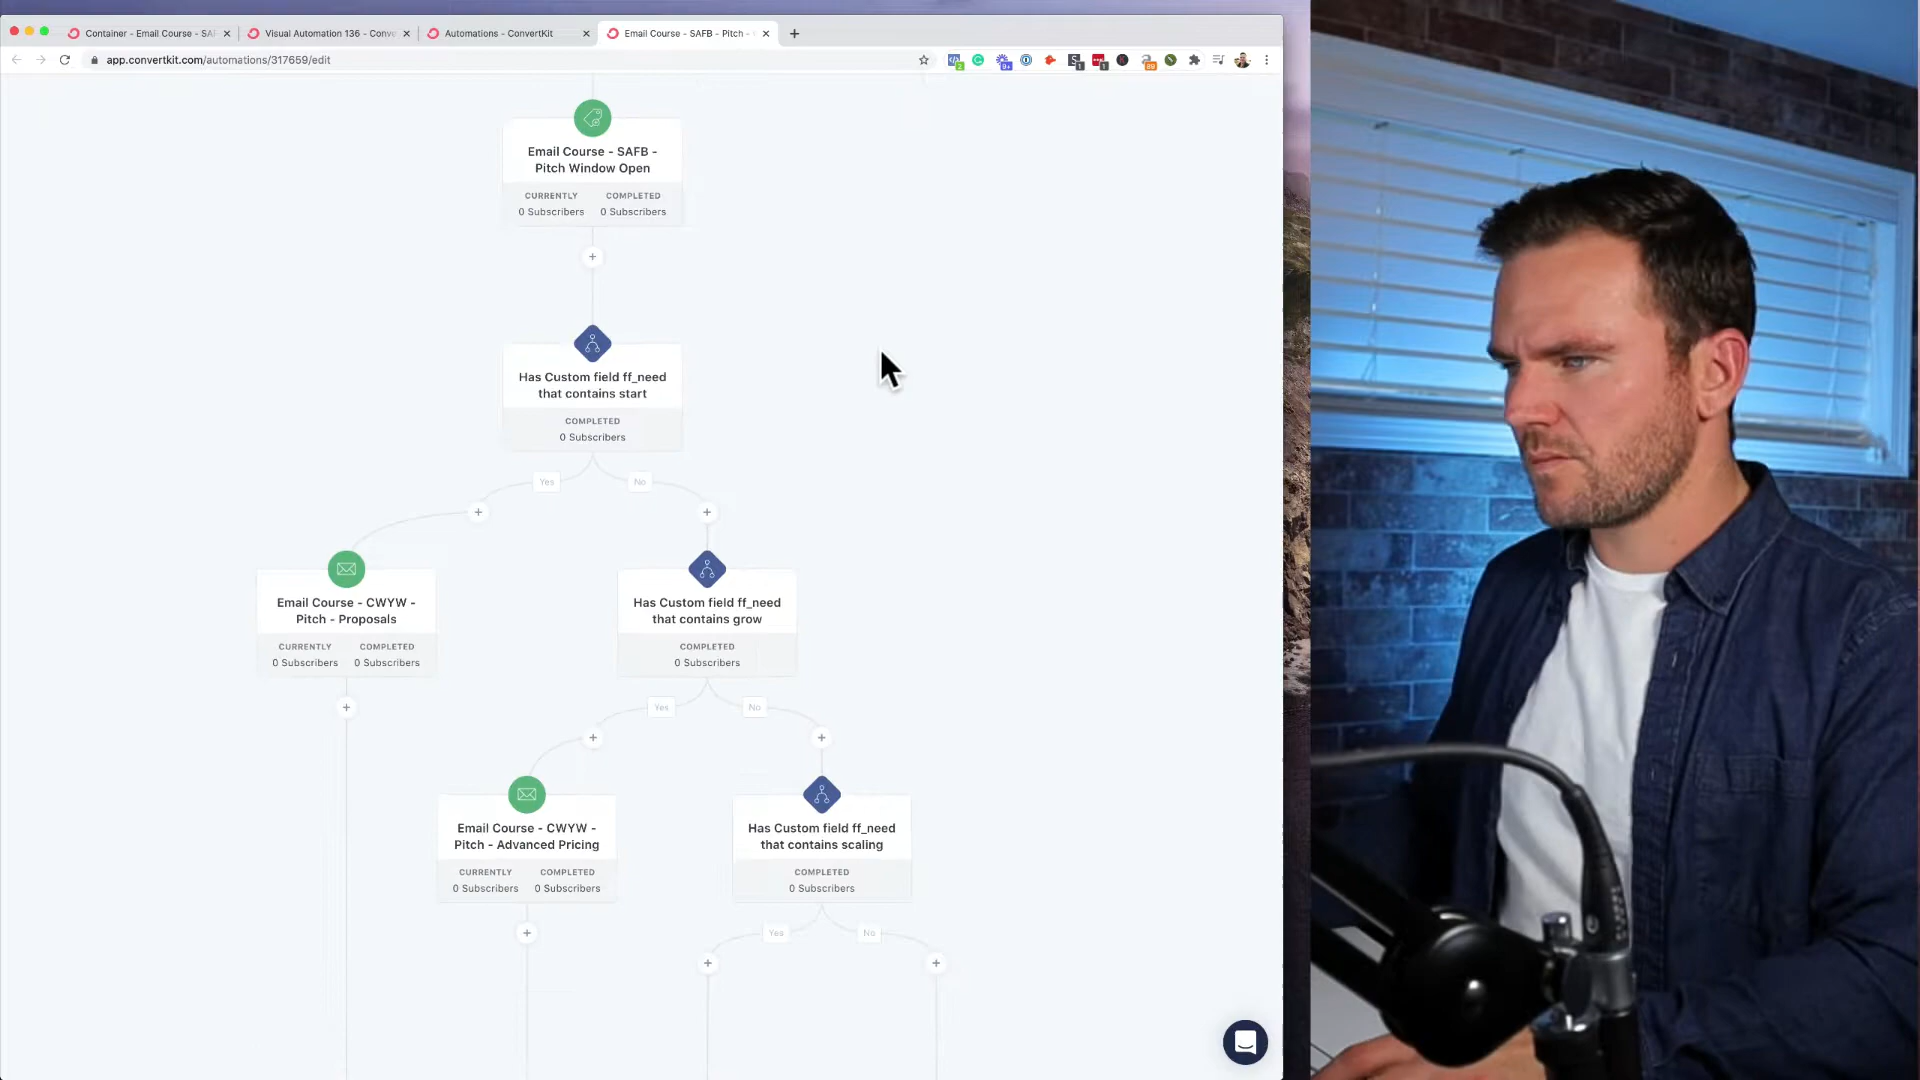 Container - Email Course - SAF
Visual Automation 136 - Conv
Automations - ConvertKit
Email Course - SAFB - Pitch -
app.convertkit.com/automations/317659/edit
Email Course - SAFB -
Pitch Window Open
CURRENTLY COMPLETED
0 Subscribers 0 Subscribers
Has Custom field ff_need
that contains start
COMPLETED
0 Subscribers
Yes No
Email Course - CWYW -
Pitch - Proposals
CURRENTLY COMPLETED
0 Subscribers 0 Subscribers
Has Custom field ff_need
that contains grow
COMPLETED
0 Subscribers
Yes No
Email Course - CWYW -
Pitch - Advanced Pricing
CURRENTLY COMPLETED
0 Subscribers 0 Subscribers
Has Custom field ff_need
that contains scaling
COMPLETED
0 Subscribers
Yes No